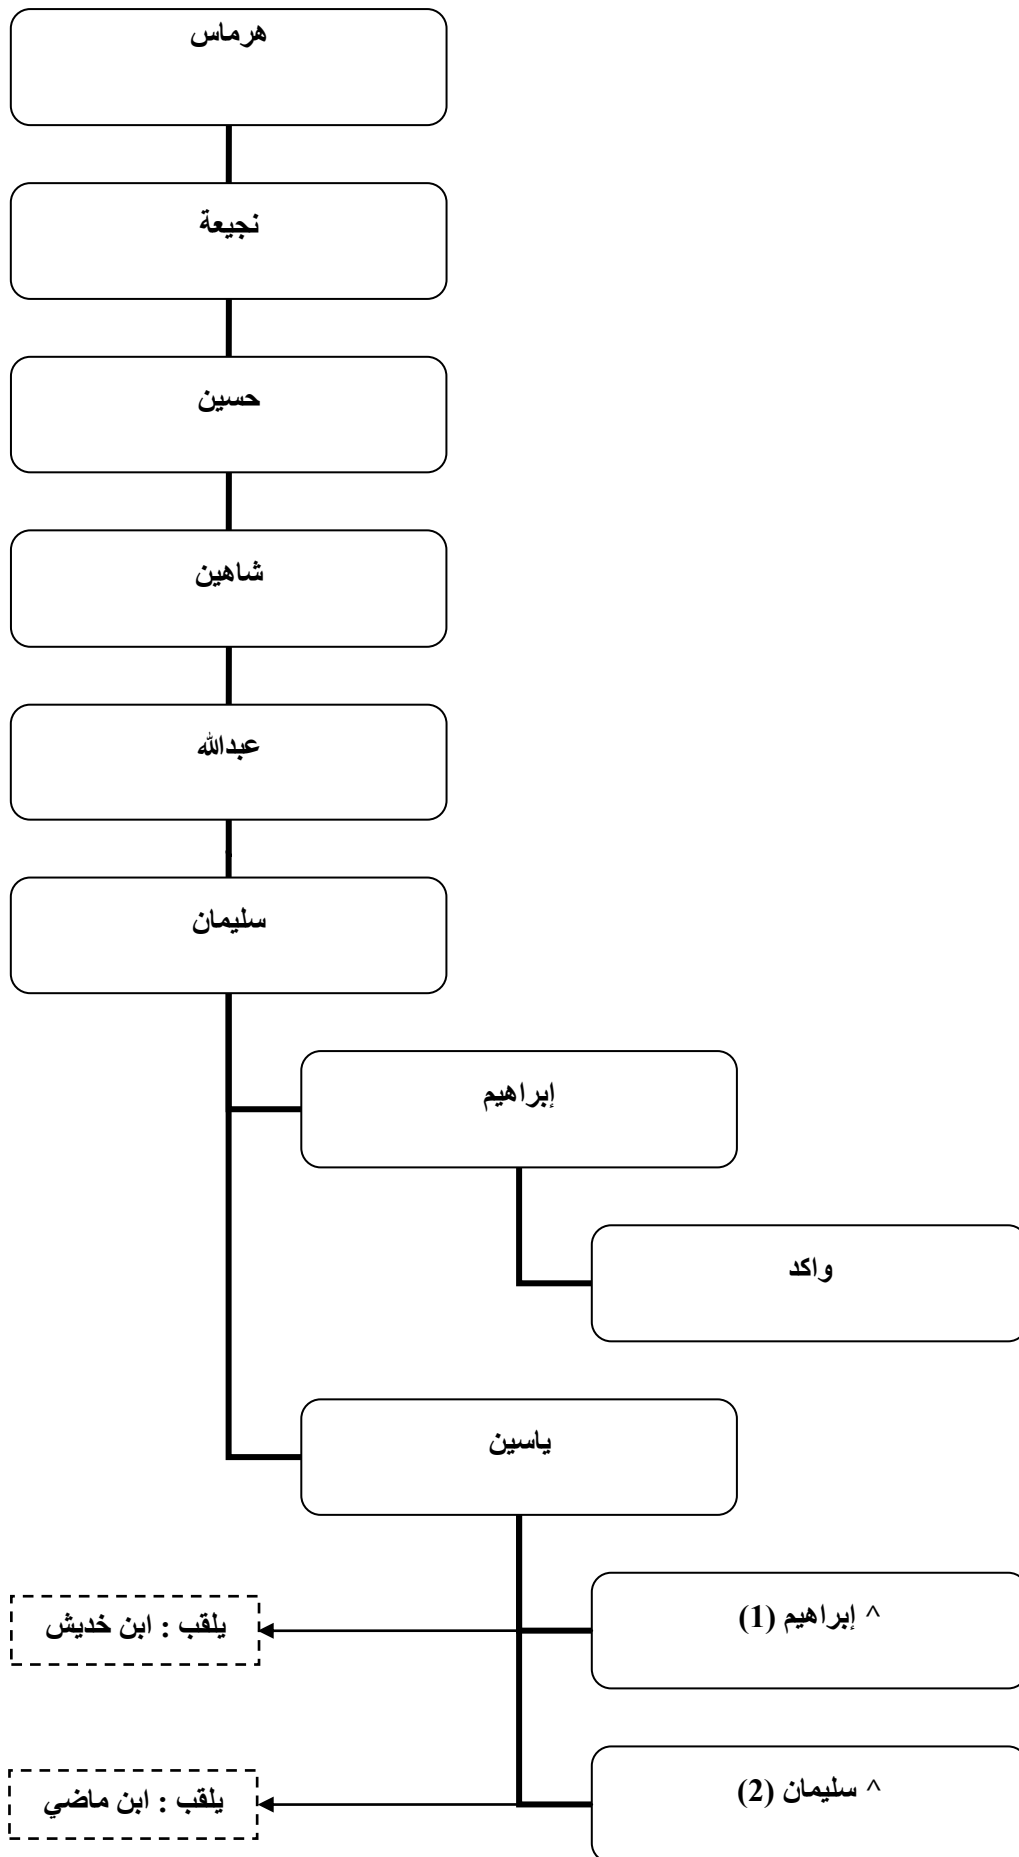 هرماس
نجيعة
حسين
شاهين
عبدالله
سليمان
إبراهيم
واكد
ياسين
^ إبراهيم (1)
يلقب : ابن خديش
^ سليمان (2)
يلقب : ابن ماضي